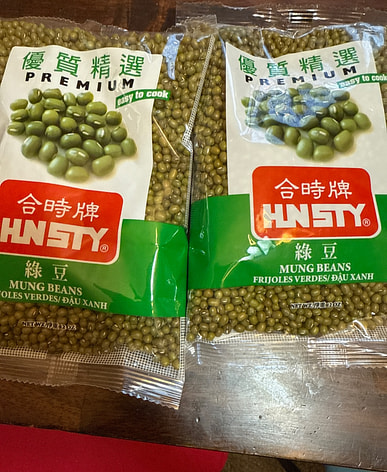 優質精選
PREMIUM
easy to cook
合時牌
HNSTY®
綠豆
MUNG BEANS
FRIJOLES VERDES/ĐẬU XANH
優質精選
PREMIUM
easy to cook
合時牌
HNSTY®
綠豆
MUNG BEANS
FRIJOLES VERDES/ĐẬU XANH